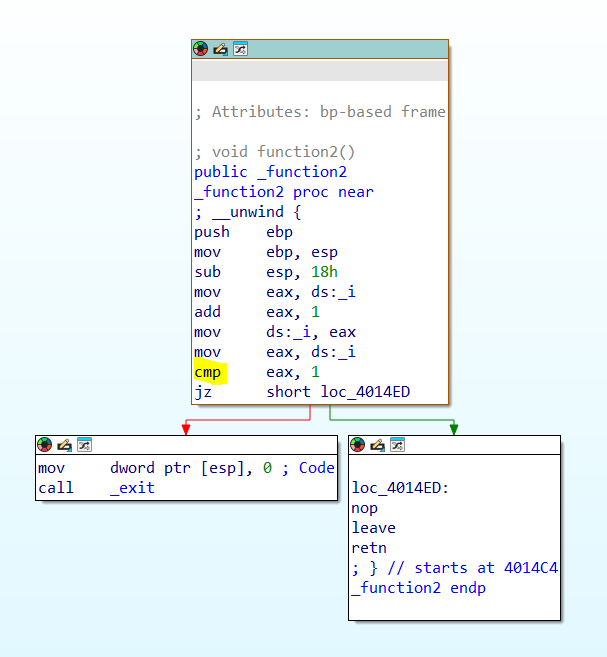 ; Attributes: bp-based frame
; void function2()
public _function2
_function2 proc near
; __unwind {
push    ebp
mov     ebp, esp
sub     esp, 18h
mov     eax, ds:_i
add     eax, 1
mov     ds:_i, eax
mov     eax, ds:_i
cmp     eax, 1
jz      short loc_4014ED
mov     dword ptr [esp], 0 ; Code
call    _exit
loc_4014ED:
nop
leave
retn
; } // starts at 4014C4
_function2 endp